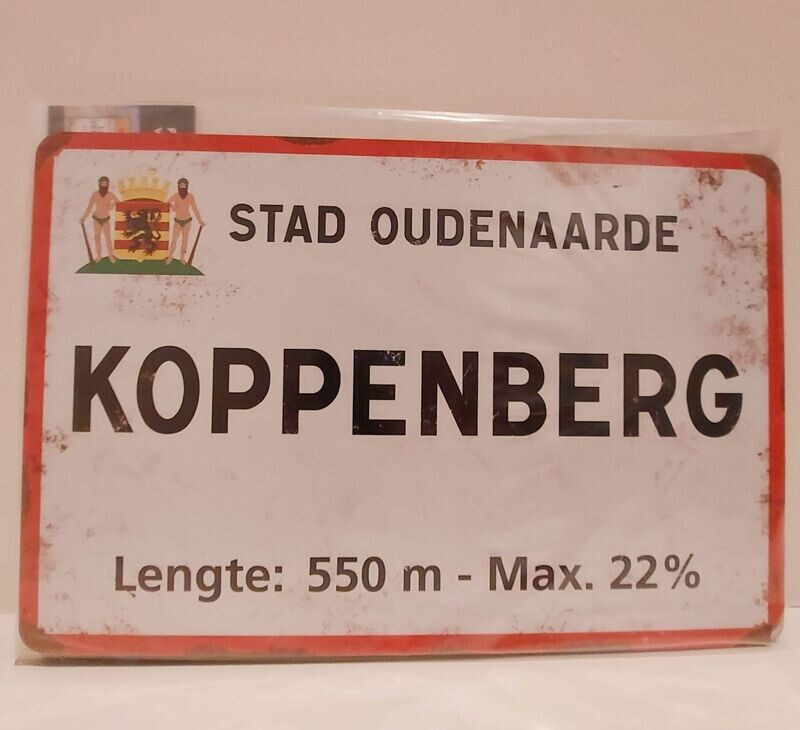 STAD OUDENAARDE
KOPPENBERG
Lengte: 550 m - Max. 22%